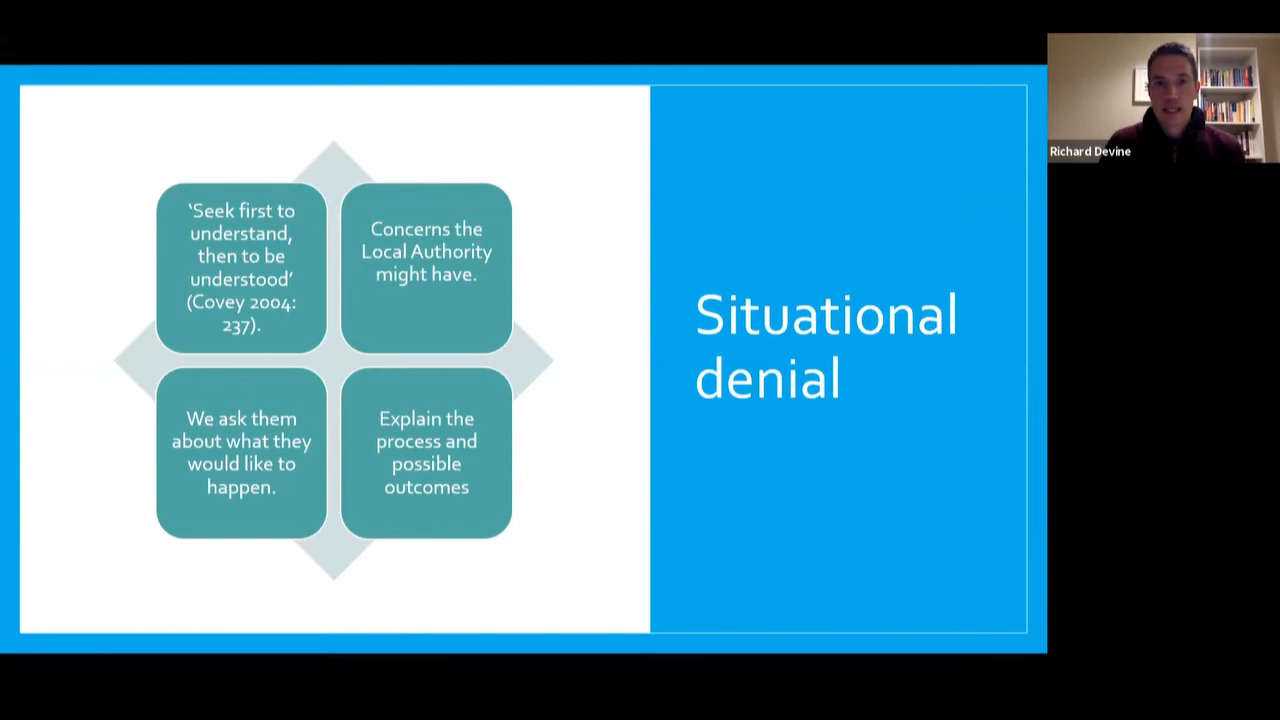 ‘Seek first to
understand,
then to be
understood’
(Covey 2004:
237).
Concerns the
Local Authority
might have.
We ask them
about what they
would like to
happen.
Explain the
process and
possible
outcomes
Situational
denial
Richard Devine